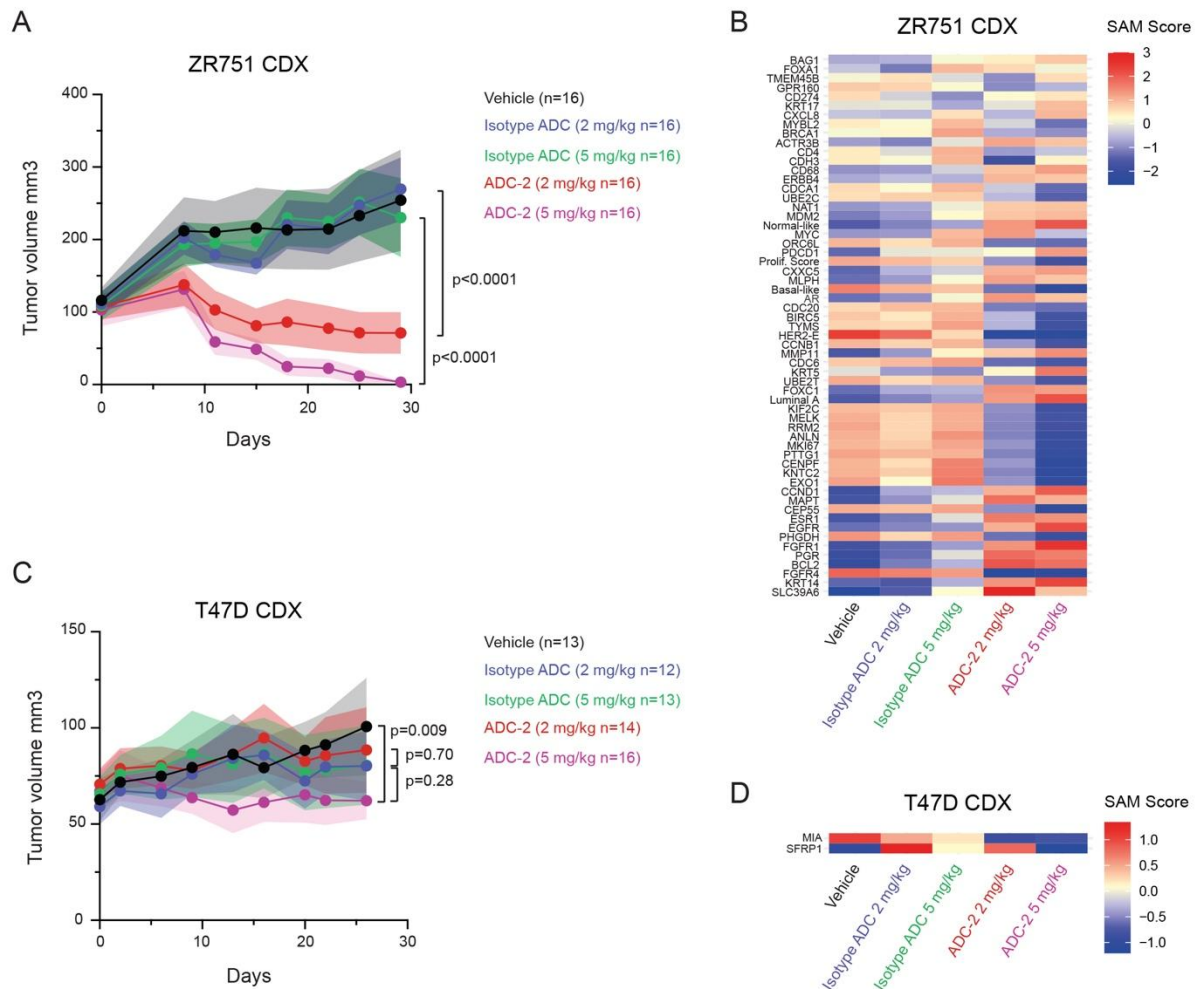 A
ZR751 CDX
Tumor volume mm3
400
300
200
100
0
0
10
20
30
Days
Vehicle (n=16)
Isotype ADC (2 mg/kg n=16)
Isotype ADC (5 mg/kg n=16)
ADC-2 (2 mg/kg n=16)
ADC-2 (5 mg/kg n=16)
p<0.0001
p<0.0001
B
ZR751 CDX
SAM Score
3
2
1
0
−1
−2
BAG1
FOXA1
TMEM45B
GPR160
CD274
KRT17
CXCL8
MYBL2
BRCA1
ACTR3B
CD4
CDH3
CD68
ERBB4
CDCA1
UBE2C
NAT1
MDM2
Normal-like
MYC
ORC6L
PDCD1
Prolif. Score
CXXC5
MLPH
Basal-like
AR
CDC20
BIRC5
TYMS
HER2-E
CCNB1
MMP11
CDC6
KRT5
UBE2T
FOXC1
Luminal A
KIF2C
MELK
RRM2
ANLN
MKI67
PTTG1
CENPF
KNTC2
EXO1
CCND1
MAPT
CEP55
ESR1
EGFR
PHGDH
FGFR1
PGR
BCL2
FGFR4
KRT14
SLC39A6
Vehicle
Isotype ADC 2 mg/kg
Isotype ADC 5 mg/kg
ADC-2 2 mg/kg
ADC-2 5 mg/kg
C
T47D CDX
Tumor volume mm3
150
100
50
0
0
10
20
30
Days
Vehicle (n=13)
Isotype ADC (2 mg/kg n=12)
Isotype ADC (5 mg/kg n=13)
ADC-2 (2 mg/kg n=14)
ADC-2 (5 mg/kg n=16)
p=0.009
p=0.70
p=0.28
D
T47D CDX
SAM Score
1.0
0.5
0.0
−0.5
−1.0
MIA
SFRP1
Vehicle
Isotype ADC 2 mg/kg
Isotype ADC 5 mg/kg
ADC-2 2 mg/kg
ADC-2 5 mg/kg